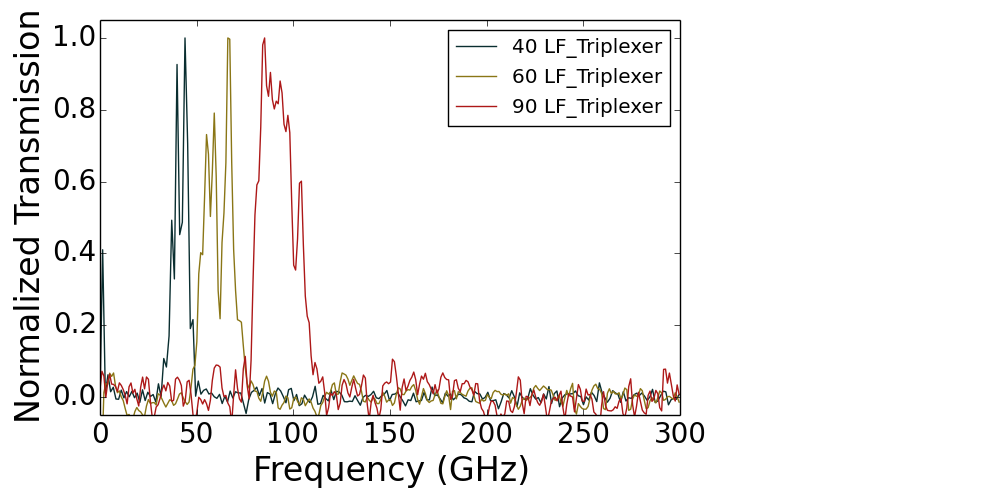 Normalized Transmission
1.0
0.8
0.6
0.4
0.2
0.0
40 LF_Triplexer
60 LF_Triplexer
90 LF_Triplexer
0 50 100 150 200 250 300
Frequency (GHz)